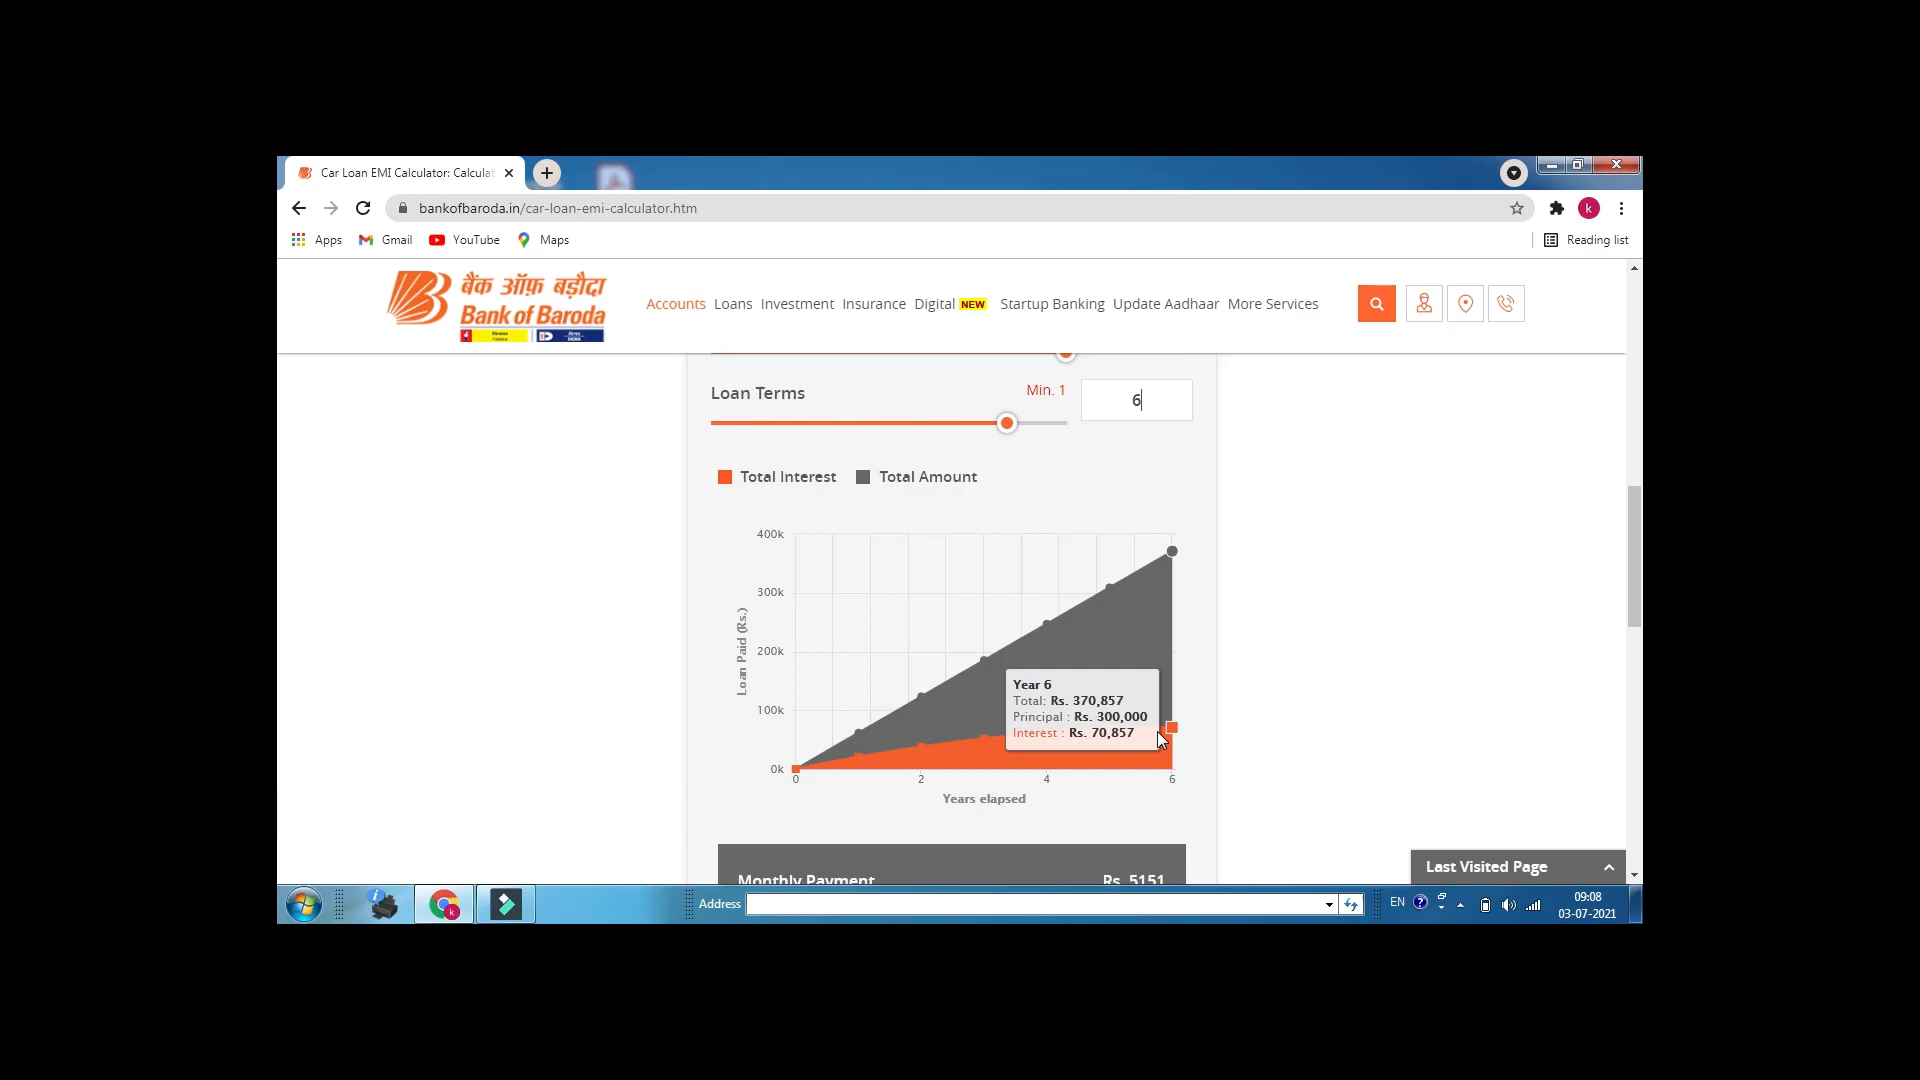 Car Loan EMI Calculator: Calculat
bankofbaroda.in/car-loan-emi-calculator.htm
k
Apps Gmail YouTube Maps Reading list
बैंक ऑफ़ बड़ौदा
Bank of Baroda
VIJAYA DENA
Accounts Loans Investment Insurance Digital NEW Startup Banking Update Aadhaar More Services
Loan Terms Min. 1 6
Total Interest Total Amount
400k
300k
200k
100k
0k
Loan Paid (Rs.)
Year 6
Total: Rs. 370,857
Principal : Rs. 300,000
Interest : Rs. 70,857
0 2 4 6
Years elapsed
Monthly Payment Rs. 5151
Last Visited Page
Address
EN
09:08
03-07-2021